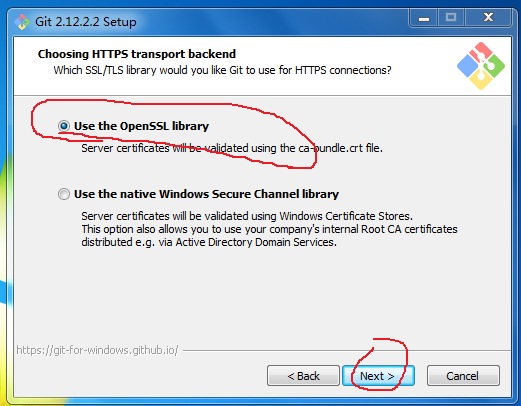 Git 2.12.2.2 Setup
Choosing HTTPS transport backend
Which SSL/TLS library would you like Git to use for HTTPS connections?
Use the OpenSSL library
Server certificates will be validated using the ca-bundle.crt file.
Use the native Windows Secure Channel library
Server certificates will be validated using Windows Certificate Stores.
This option also allows you to use your company's internal Root CA certificates
distributed e.g. via Active Directory Domain Services.
https://git-for-windows.github.io/
< Back Next > Cancel